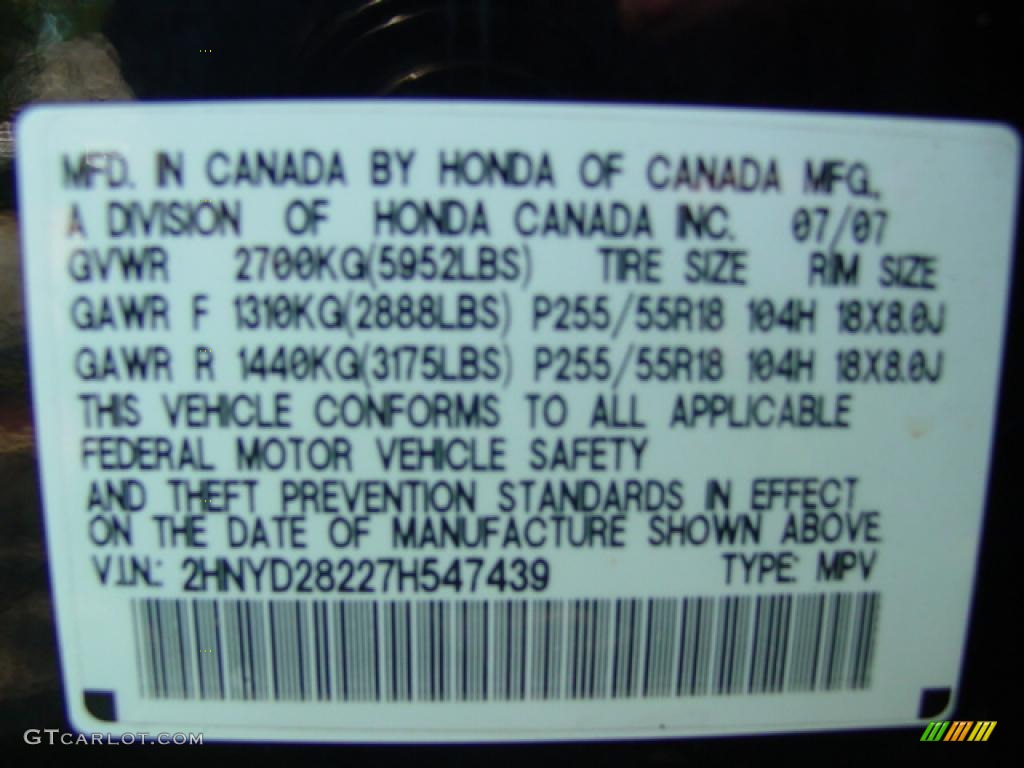 MFD. IN CANADA BY HONDA OF CANADA MFG.,
A DIVISION OF HONDA CANADA INC. 07/07
GVWR 2700KG(5952LBS) TIRE SIZE RIM SIZE
GAWR F 1310KG(2888LBS) P255/55R18 104H 18X8.0J
GAWR R 1440KG(3175LBS) P255/55R18 104H 18X8.0J
THIS VEHICLE CONFORMS TO ALL APPLICABLE
FEDERAL MOTOR VEHICLE SAFETY
AND THEFT PREVENTION STANDARDS IN EFFECT
ON THE DATE OF MANUFACTURE SHOWN ABOVE
V.I.N.: 2HNYD28227H547439 TYPE: MPV
GTCARLOT.COM